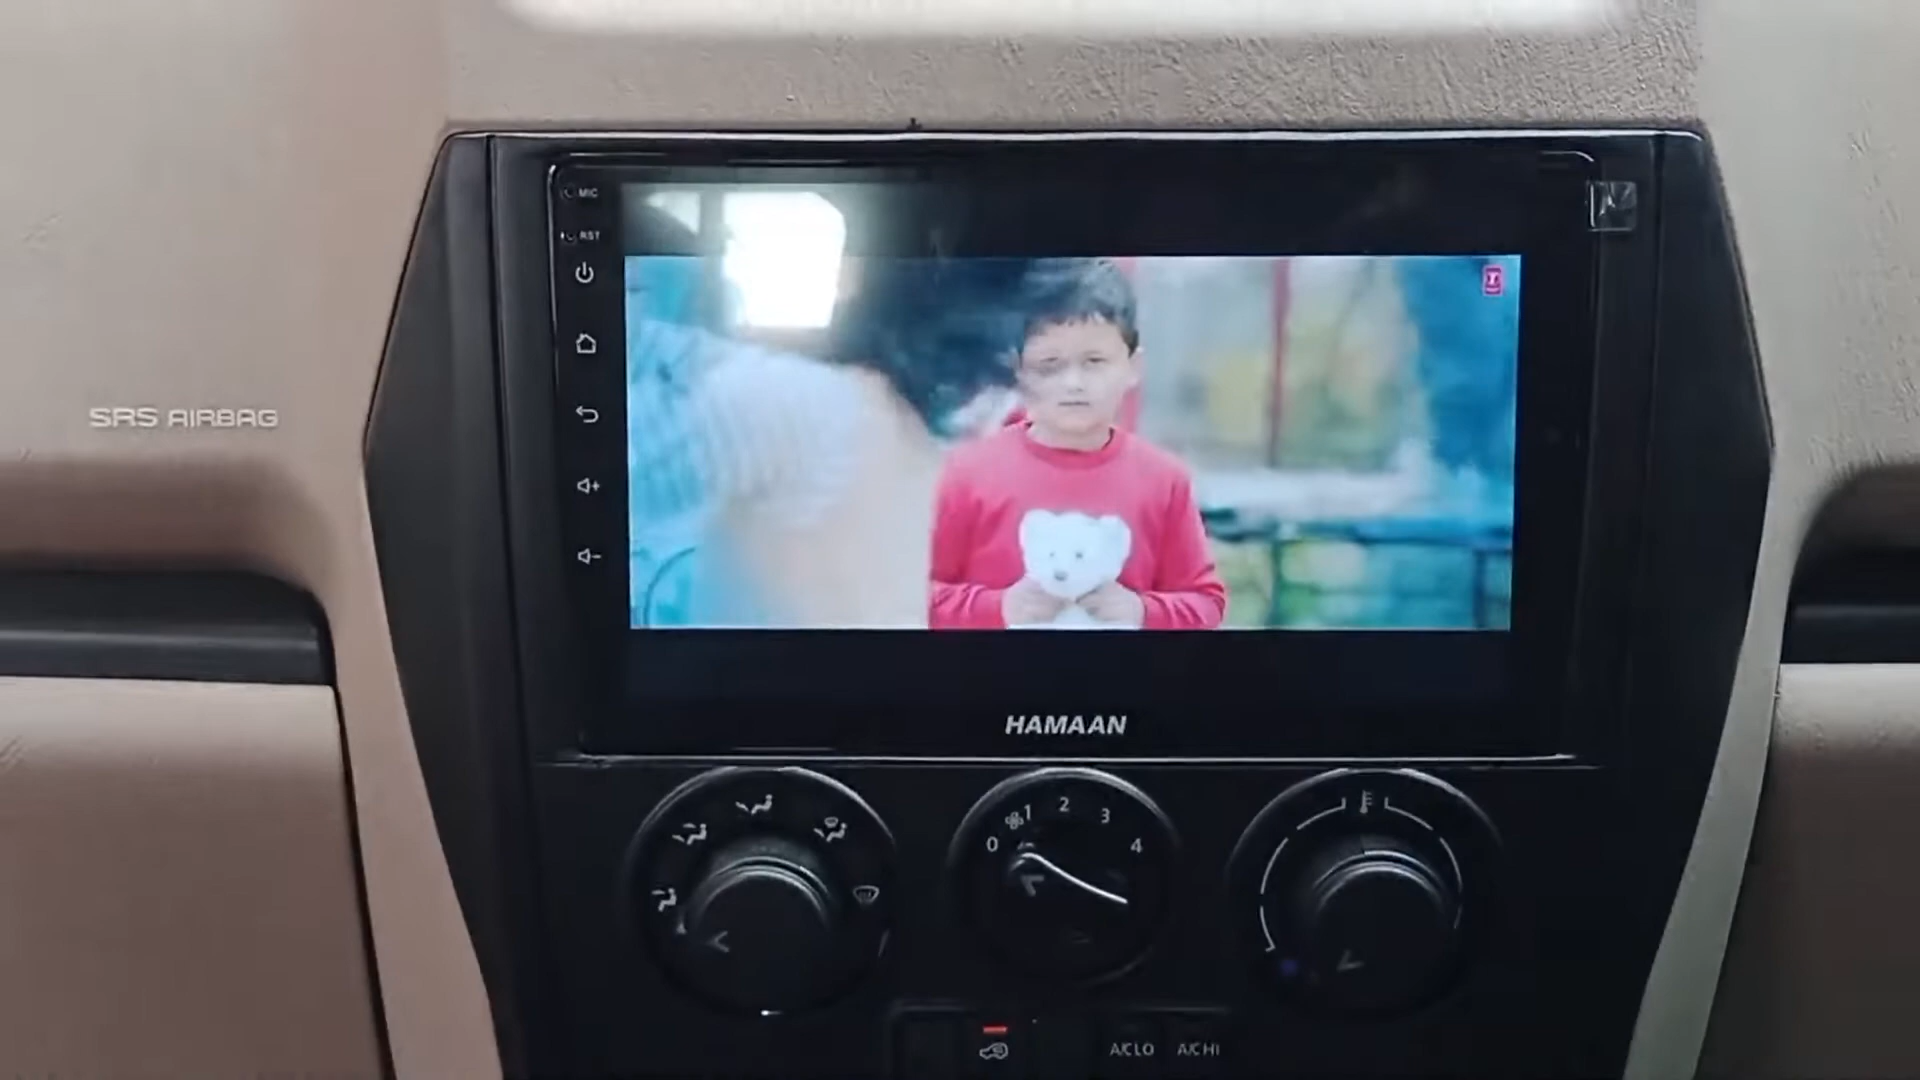 MIC
RST
SRS AIRBAG
HAMAAN
0 1 2 3 4
A/C LO A/C HI